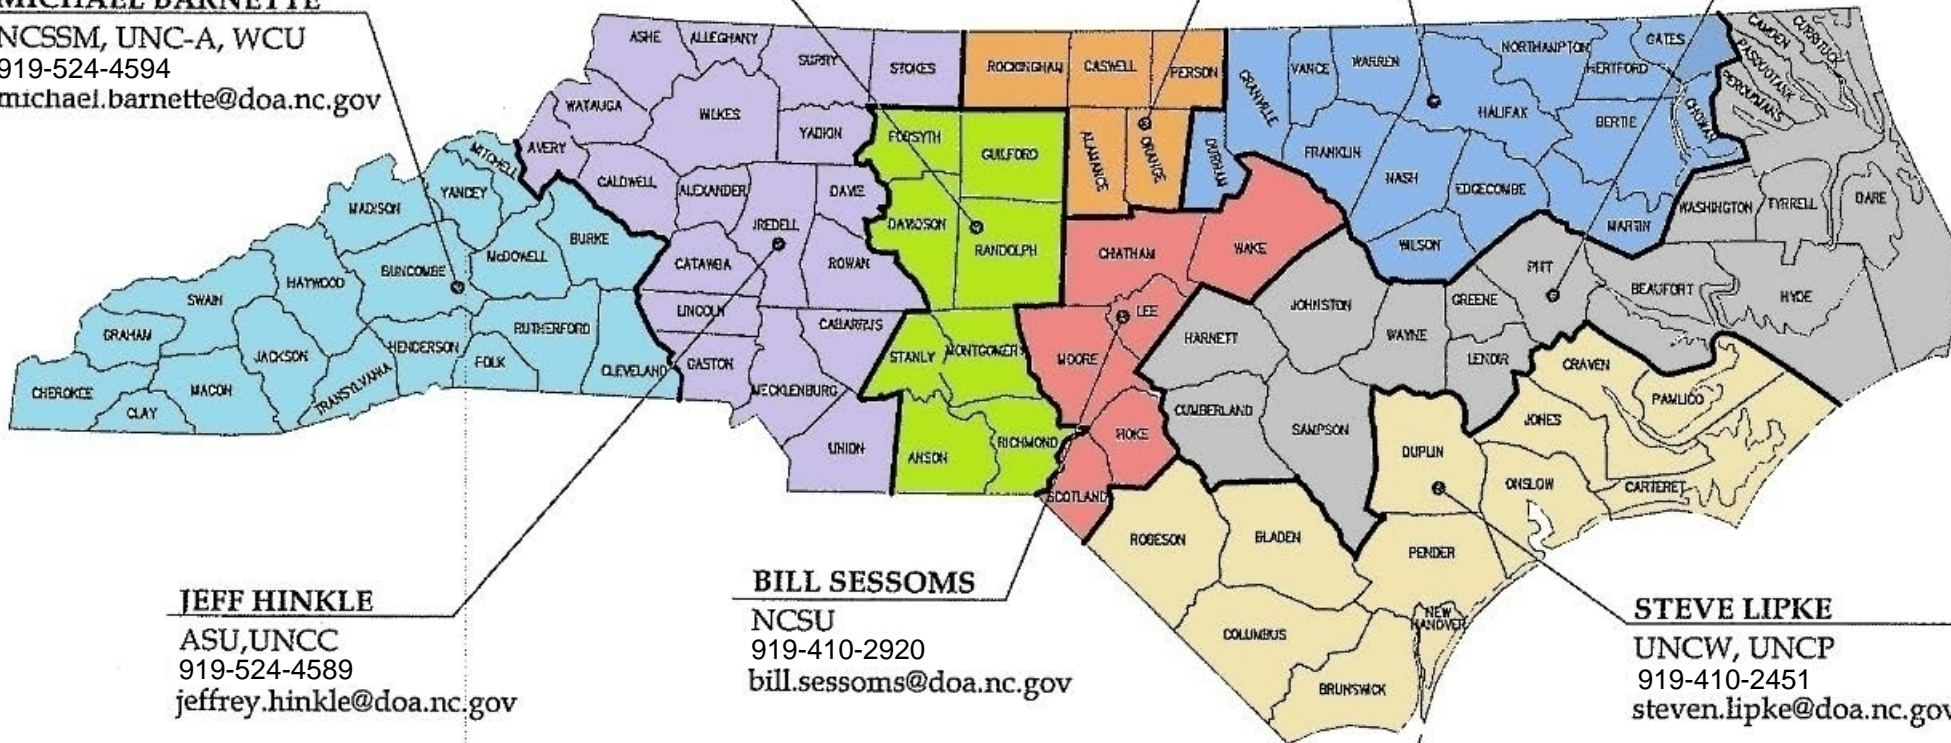 MICHAEL BARNETTE
NCSSM, UNC-A, WCU
919-524-4594
michael.barnette@doa.nc.gov
ASHE
ALLEGHANY
SURRY
STOKES
ROCKINGHAM
CASWELL
PERSON
GRANVILLE
VANCE
WARREN
NORTHAMPTON
GATES
HERTFORD
CAMDEN
CURRITUCK
PASQUOTANK
PERQUIMANS
CHOWAN
WATAUGA
WILKES
YADKIN
FORSYTH
GUILFORD
ALAMANCE
ORANGE
DURHAM
FRANKLIN
HALIFAX
BERTIE
NASH
EDGECOMBE
MARTIN
WASHINGTON
TYRRELL
DARE
MITCHELL
AVERY
CALDWELL
ALEXANDER
DAVIE
IREDELL
DAVIDSON
RANDOLPH
CHATHAM
WAKE
WILSON
MADISON
YANCEY
McDOWELL
BURKE
CATAWBA
ROWAN
JOHNSTON
GREENE
PITT
BEAUFORT
HYDE
SWAIN
HAYWOOD
BUNCOMBE
RUTHERFORD
LINCOLN
CABARRUS
LEE
HARNETT
WAYNE
GRAHAM
JACKSON
HENDERSON
POLK
CLEVELAND
GASTON
STANLY
MONTGOMERY
MOORE
LENOIR
CRAVEN
CHEROKEE
CLAY
MACON
TRANSYLVANIA
MECKLENBURG
CUMBERLAND
SAMPSON
JONES
PAMLICO
UNION
ANSON
RICHMOND
HOKE
SCOTLAND
DUPLIN
ONSLOW
CARTERET
ROBESON
BLADEN
PENDER
COLUMBUS
NEW
HANOVER
BRUNSWICK
JEFF HINKLE
ASU,UNCC
919-524-4589
jeffrey.hinkle@doa.nc.gov
BILL SESSOMS
NCSU
919-410-2920
bill.sessoms@doa.nc.gov
STEVE LIPKE
UNCW, UNCP
919-410-2451
steven.lipke@doa.nc.gov